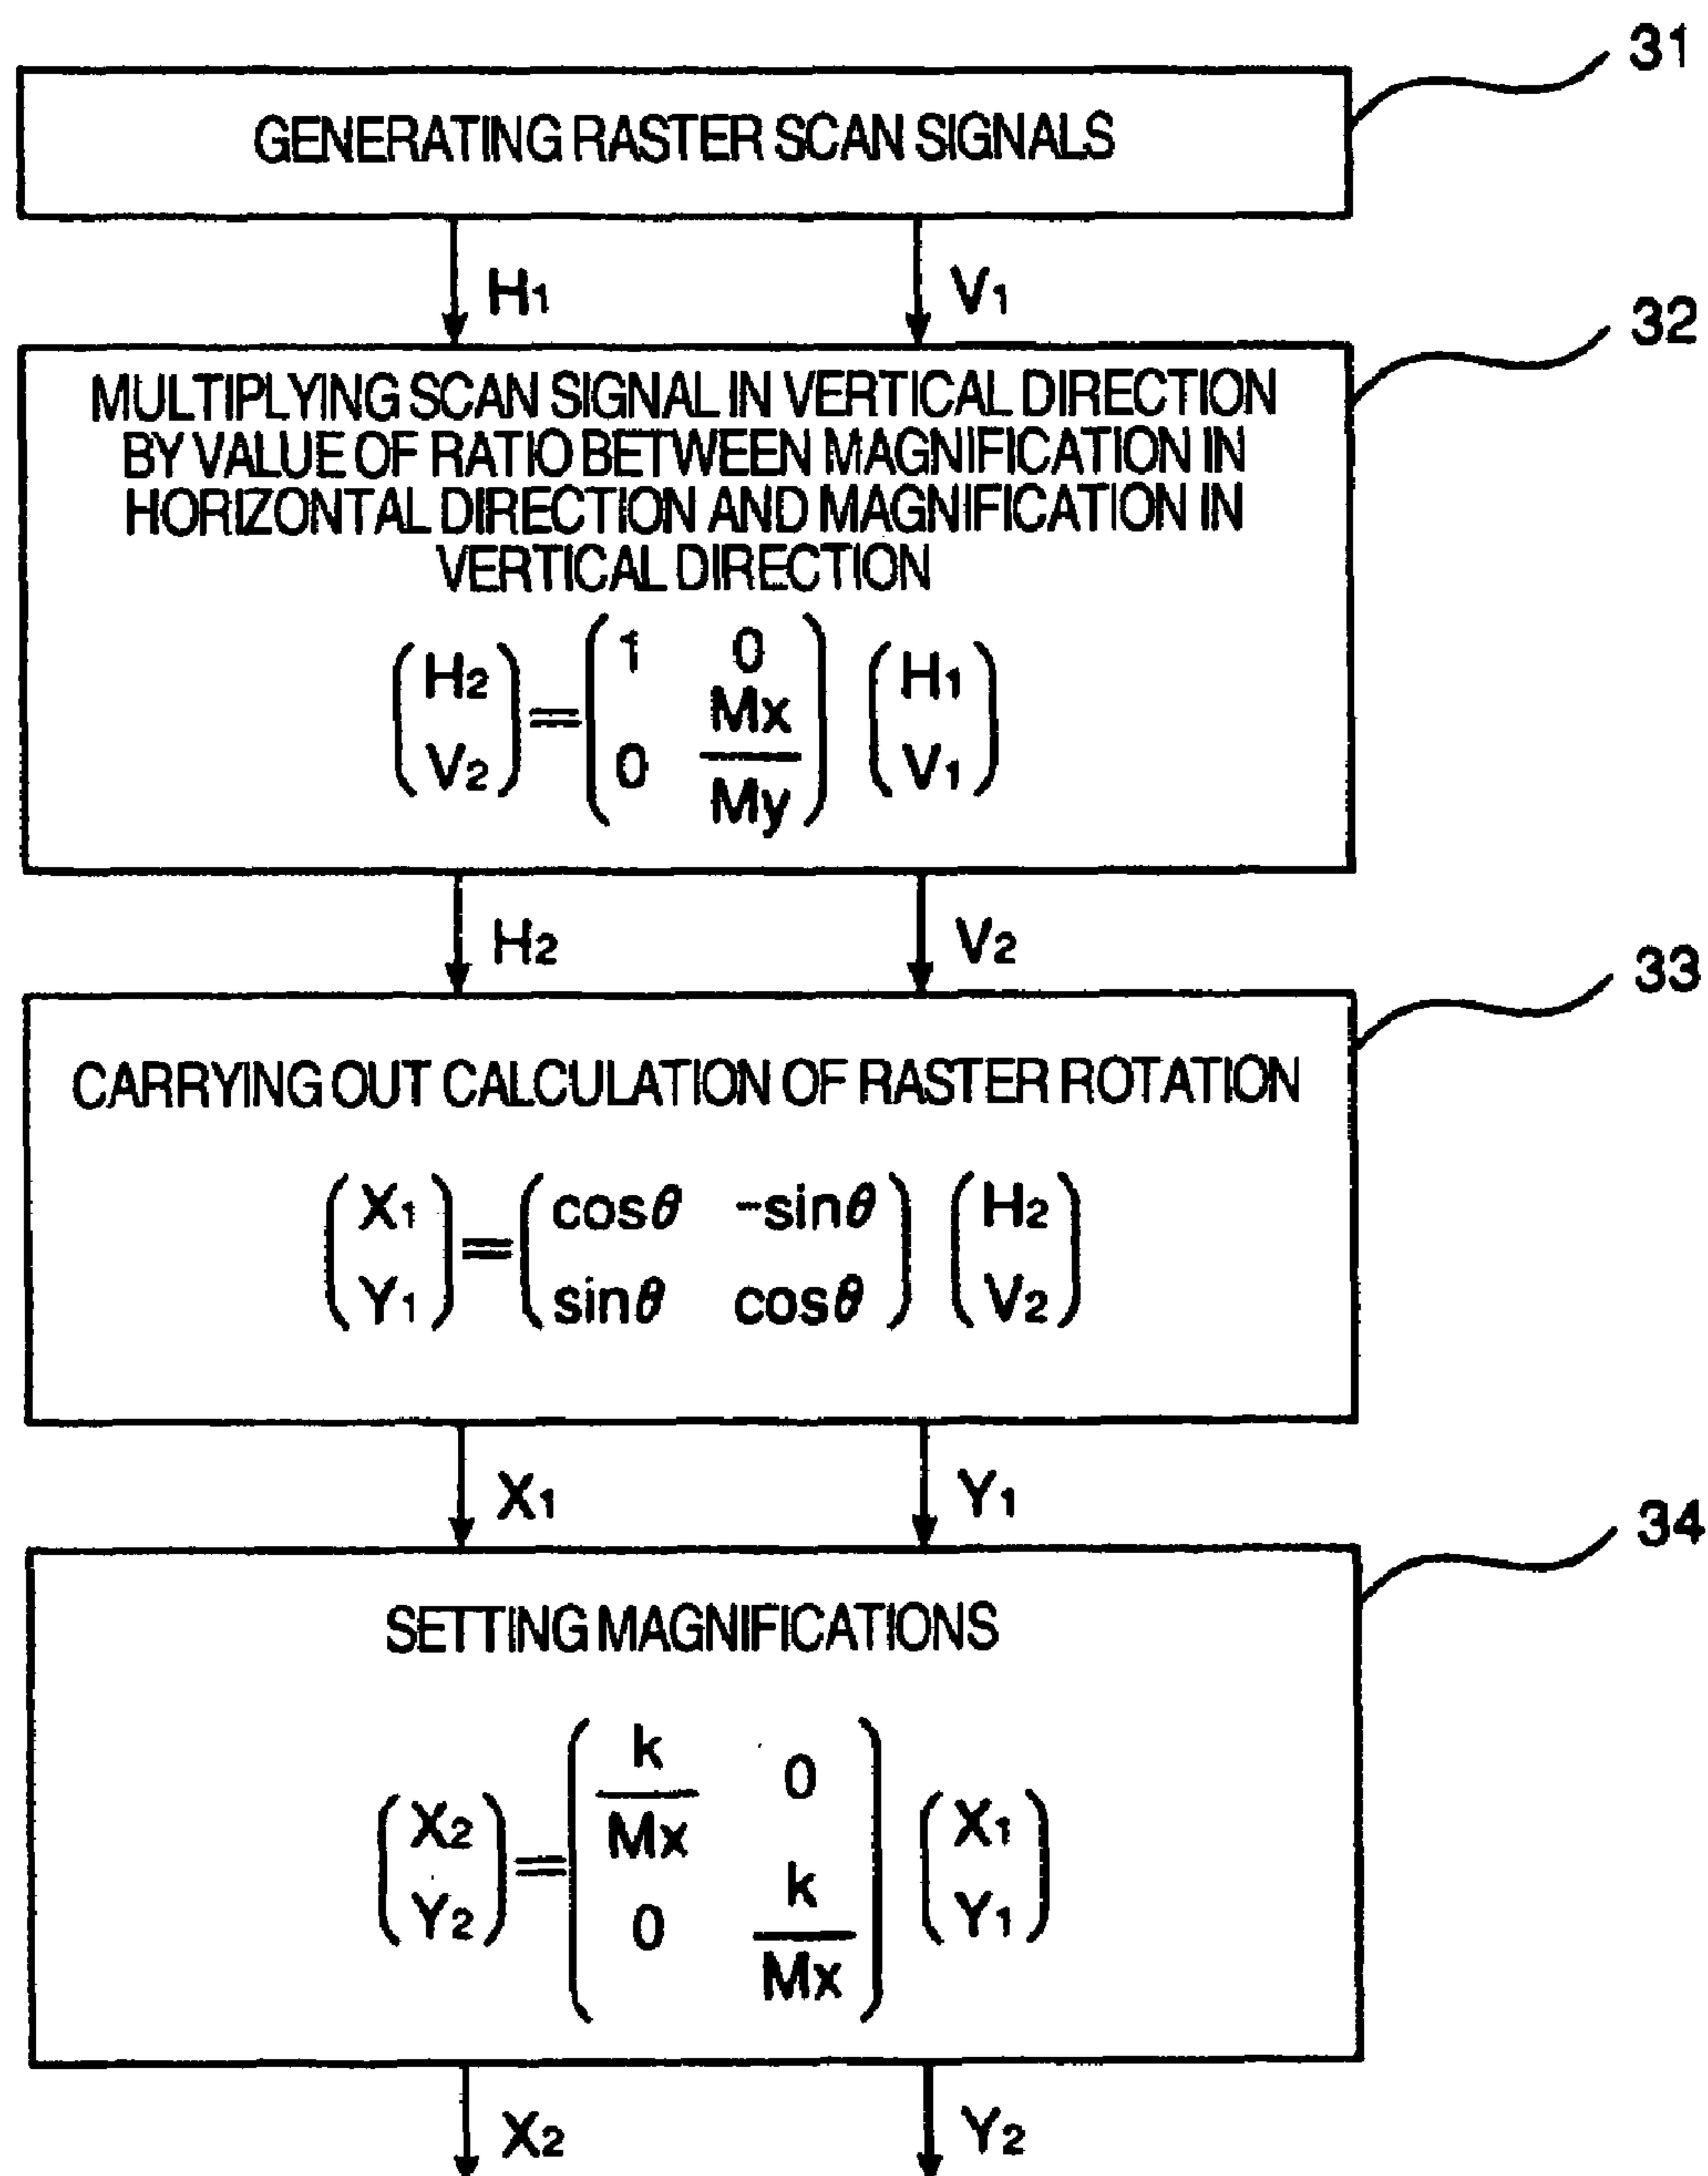 31
GENERATING RASTER SCAN SIGNALS
H1 V1
32
MULTIPLYING SCAN SIGNAL IN VERTICAL DIRECTION
BY VALUE OF RATIO BETWEEN MAGNIFICATION IN
HORIZONTAL DIRECTION AND MAGNIFICATION IN
VERTICAL DIRECTION
(H2 V2) = (1 0 0 Mx/My) (H1 V1)
H2 V2
33
CARRYING OUT CALCULATION OF RASTER ROTATION
(X1 Y1) = (cosθ -sinθ sinθ cosθ) (H2 V2)
X1 Y1
34
SETTING MAGNIFICATIONS
(X2 Y2) = (k/Mx 0 0 k/Mx) (X1 Y1)
X2 Y2